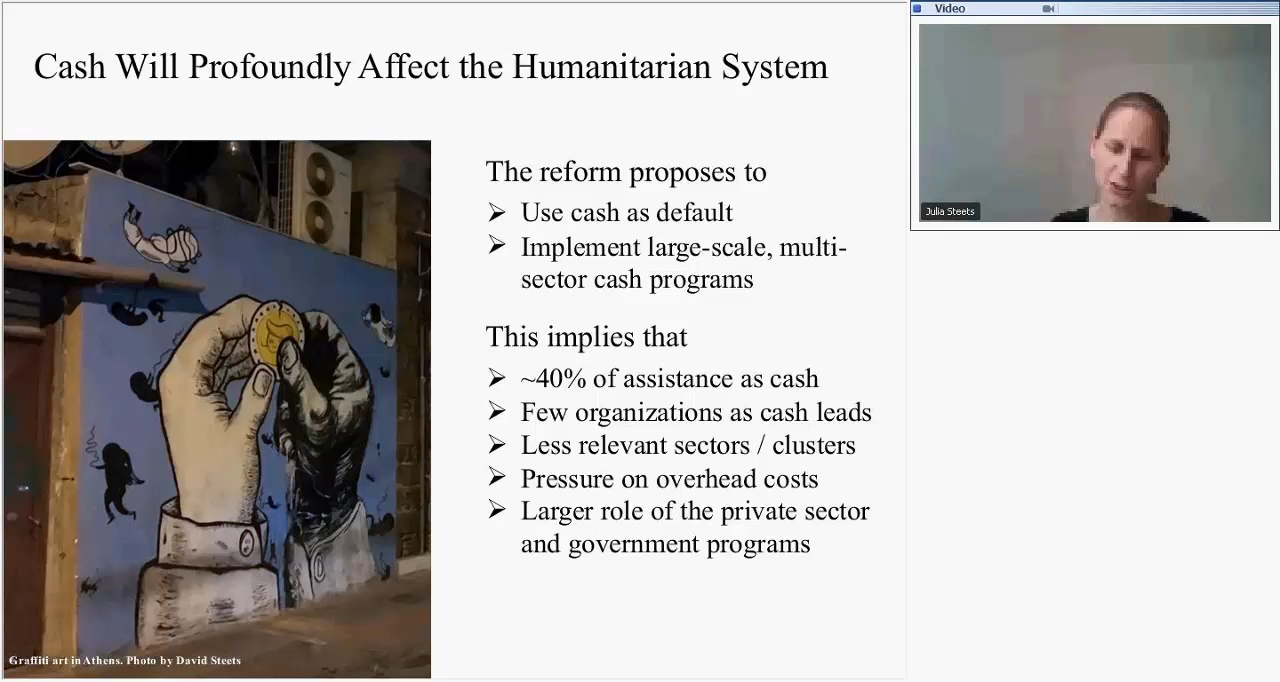 Cash Will Profoundly Affect the Humanitarian System
The reform proposes to
Use cash as default
Implement large-scale, multi-
sector cash programs
This implies that
~40% of assistance as cash
Few organizations as cash leads
Less relevant sectors / clusters
Pressure on overhead costs
Larger role of the private sector
and government programs
Graffiti art in Athens. Photo by David Steets
Video
Julia Steets